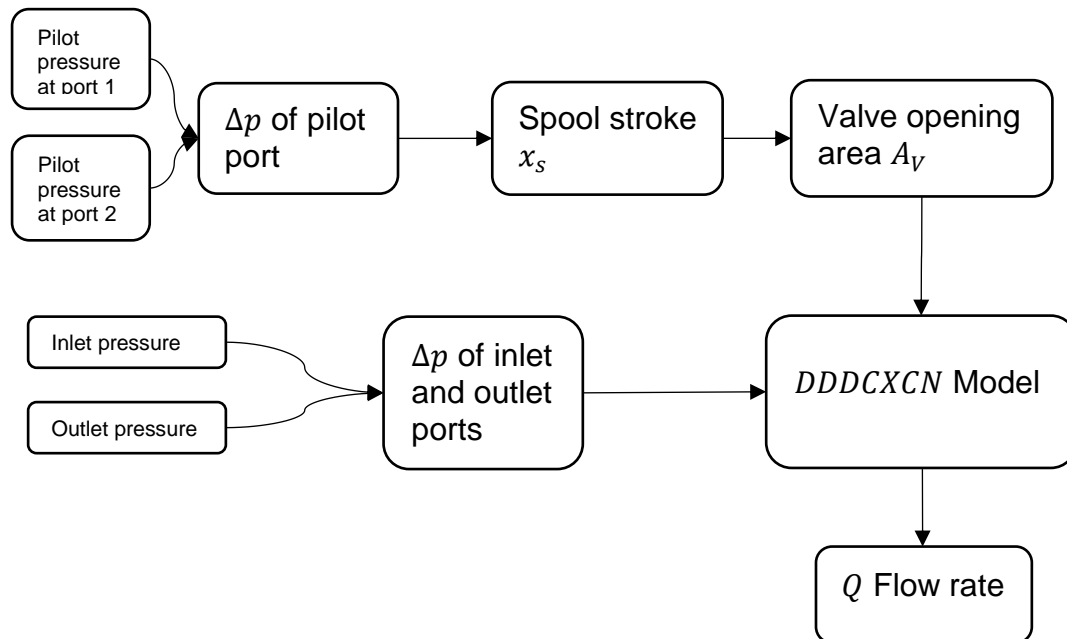 Pilot
pressure
at port 1
Pilot
pressure
at port 2
Δp of pilot
port
Spool stroke
xₛ
Valve opening
area A_V
Inlet pressure
Outlet pressure
Δp of inlet
and outlet
ports
DDDCXCN Model
Q Flow rate